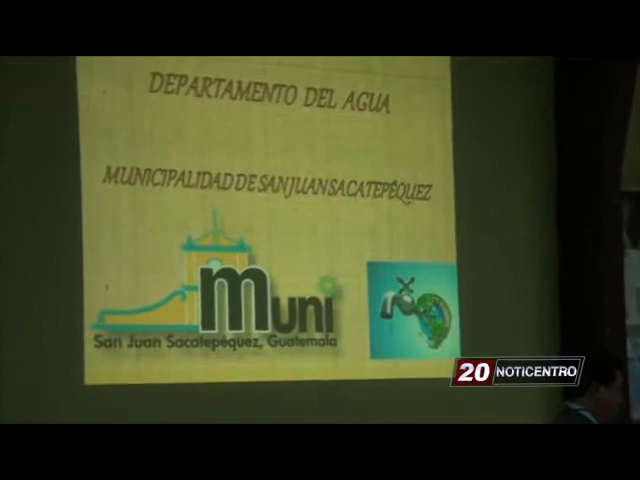 DEPARTAMENTO DEL AGUA
MUNICIPALIDAD DE SAN JUAN SACATEPÉQUEZ
muni
San Juan Sacatepéquez, Guatemala
20 NOTICENTRO